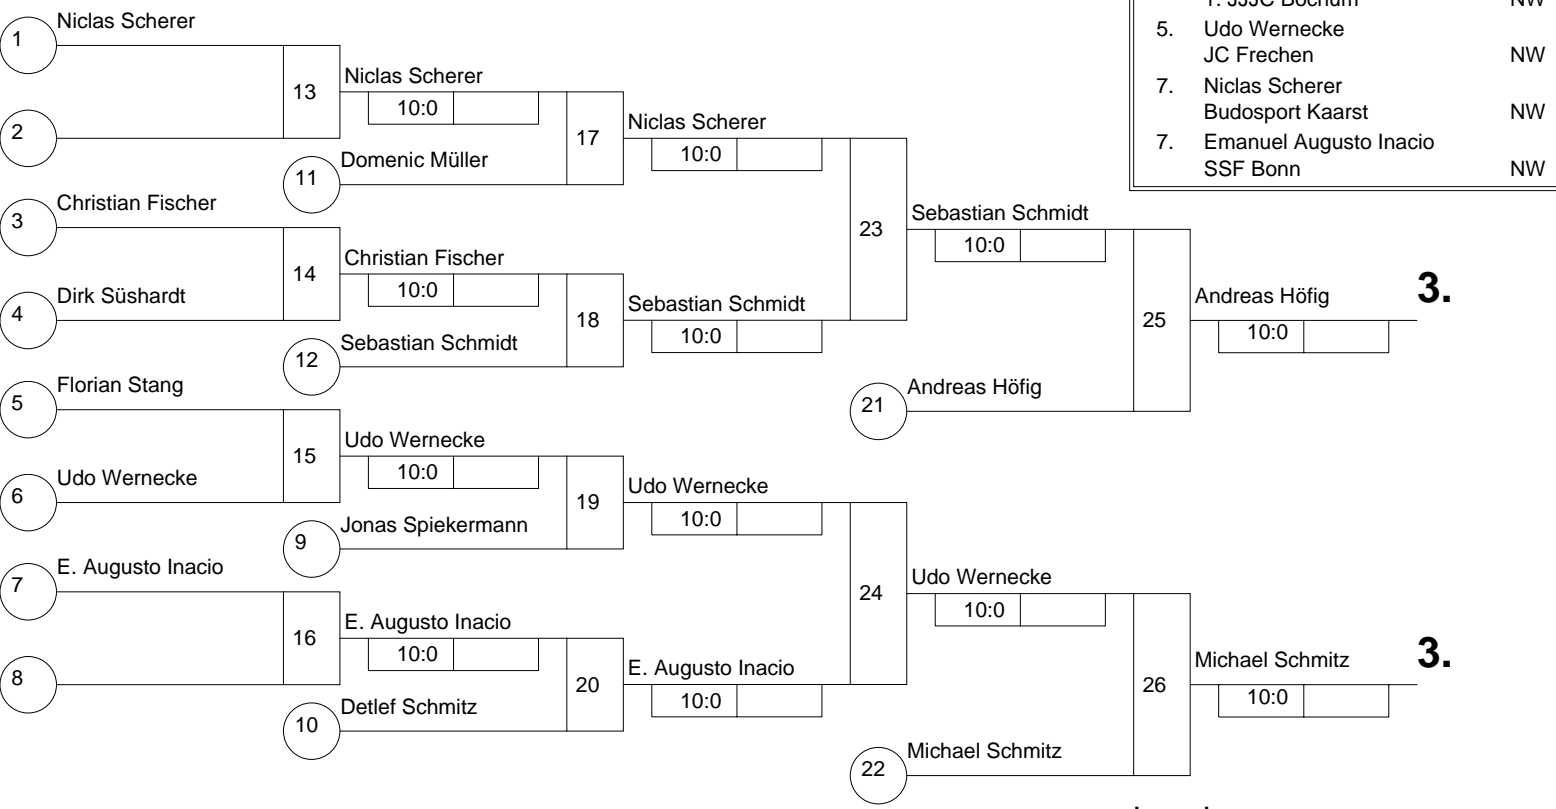 1. JJJC Bochum NW
5. Udo Wernecke
JC Frechen NW
7. Niclas Scherer
Budosport Kaarst NW
7. Emanuel Augusto Inacio
SSF Bonn NW
1 Niclas Scherer
2
3 Christian Fischer
4 Dirk Süshardt
5 Florian Stang
6 Udo Wernecke
7 E. Augusto Inacio
8
13 Niclas Scherer
10:0
11 Domenic Müller
14 Christian Fischer
10:0
12 Sebastian Schmidt
15 Udo Wernecke
10:0
9 Jonas Spiekermann
16 E. Augusto Inacio
10:0
10 Detlef Schmitz
17 Niclas Scherer
10:0
18 Sebastian Schmidt
10:0
19 Udo Wernecke
10:0
20 E. Augusto Inacio
10:0
23 Sebastian Schmidt
10:0
21 Andreas Höfig
24 Udo Wernecke
10:0
22 Michael Schmitz
25 Andreas Höfig 3.
10:0
26 Michael Schmitz 3.
10:0